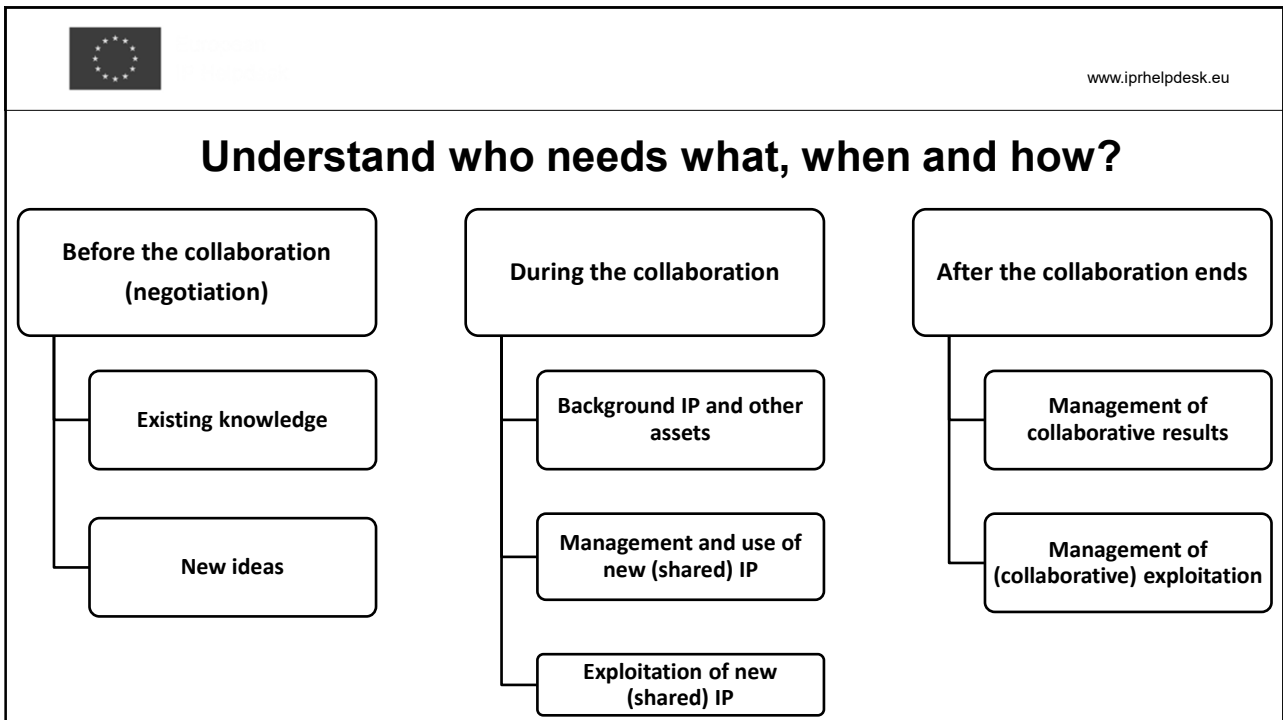 www.iprhelpdesk.eu
Understand who needs what, when and how?
Before the collaboration
(negotiation)
Existing knowledge
New ideas
During the collaboration
Background IP and other
assets
Management and use of
new (shared) IP
Exploitation of new
(shared) IP
After the collaboration ends
Management of
collaborative results
Management of
(collaborative) exploitation